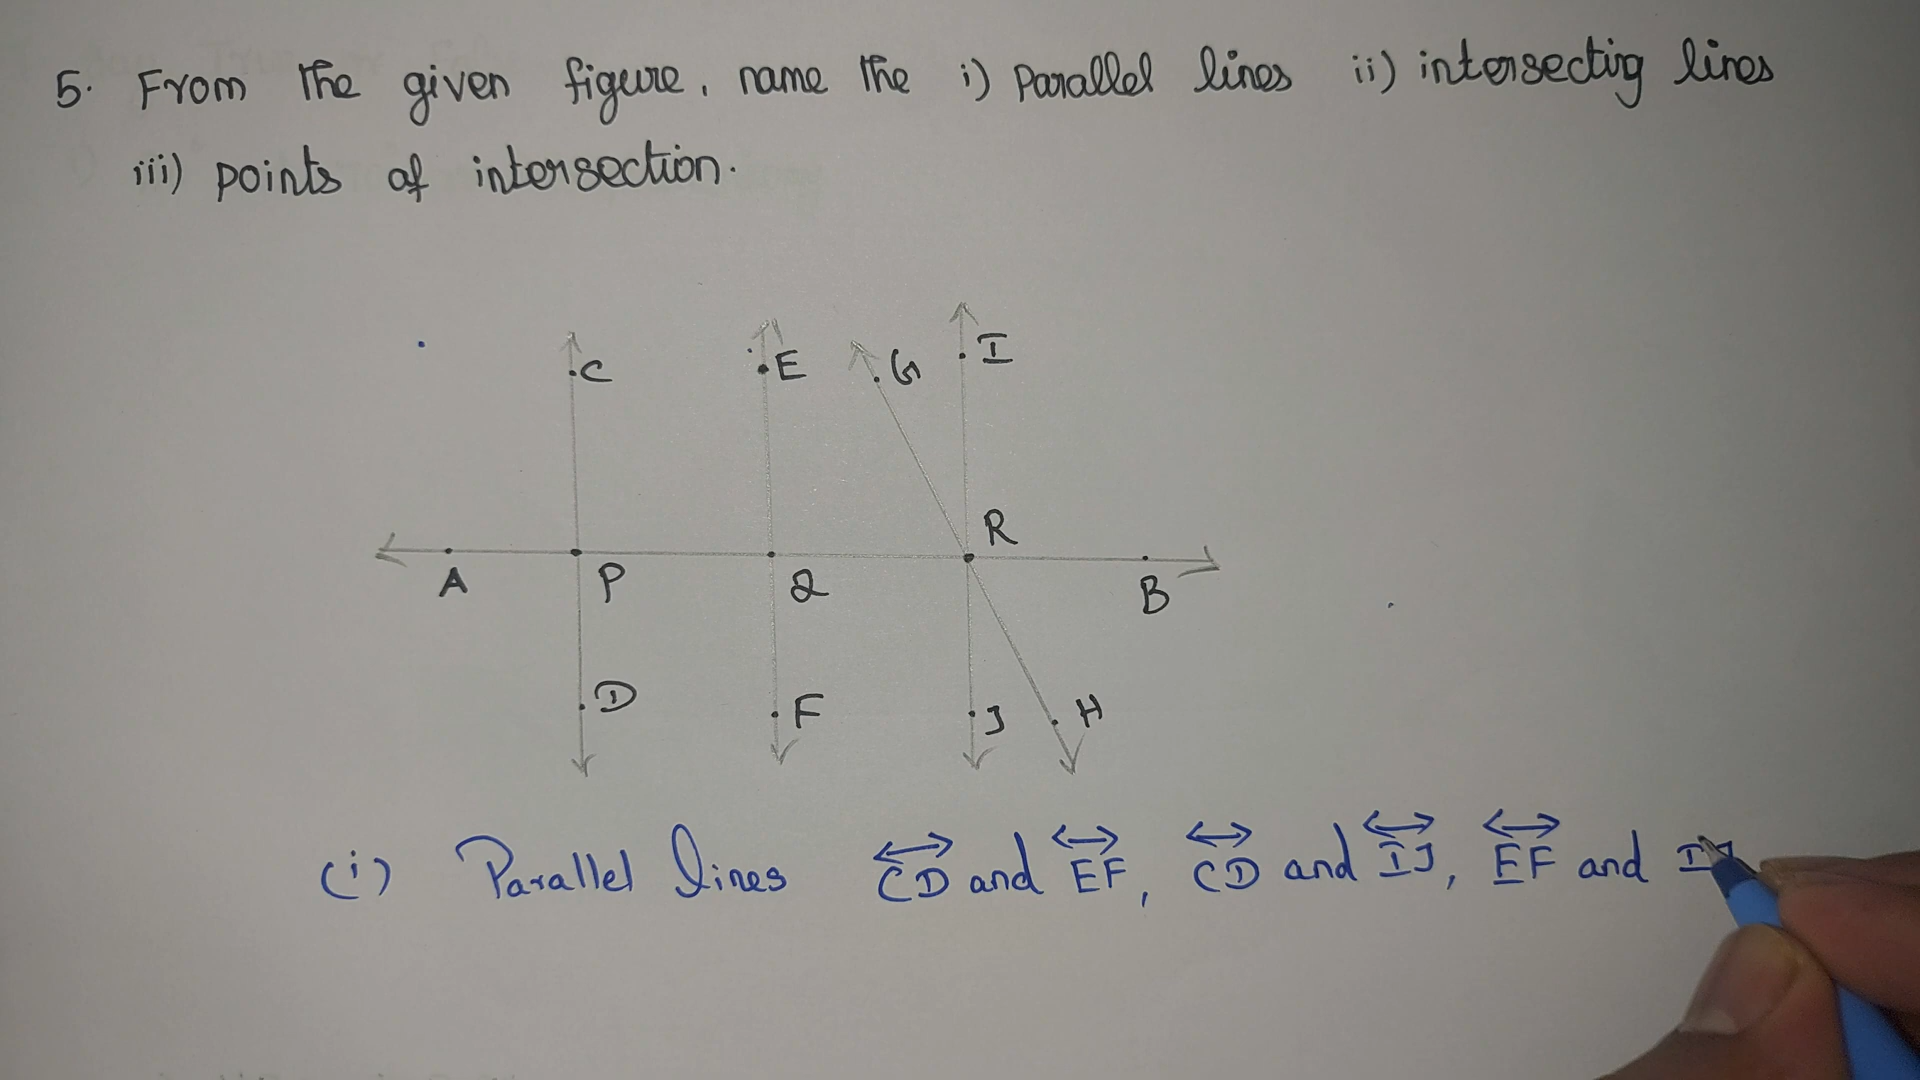 5. From the given figure, name the i) parallel lines ii) intersecting lines
iii) points of intersection.
C
E
G
I
R
A
P
Q
B
D
F
J
H
(i) Parallel lines CD and EF, CD and IJ, EF and